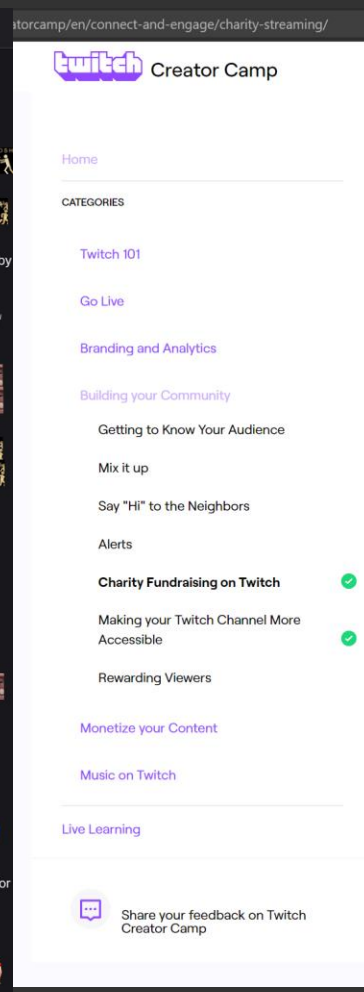 atorcamp/en/connect-and-engage/charity-streaming/
twitch Creator Camp
Home
CATEGORIES
Twitch 101
Go Live
Branding and Analytics
Building your Community
Getting to Know Your Audience
Mix it up
Say "Hi" to the Neighbors
Alerts
Charity Fundraising on Twitch
Making your Twitch Channel More
Accessible
Rewarding Viewers
Monetize your Content
Music on Twitch
Live Learning
Share your feedback on Twitch
Creator Camp
by
or